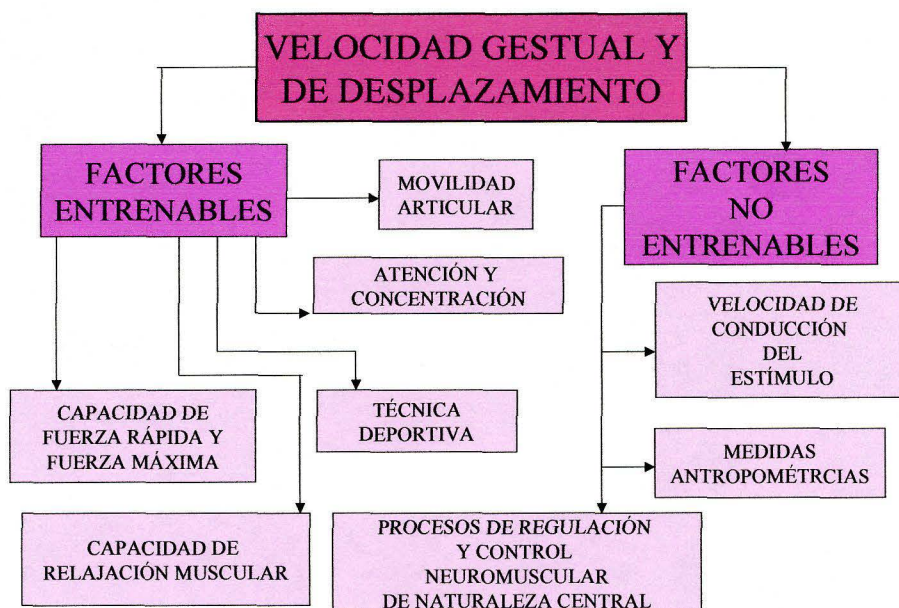 VELOCIDAD GESTUAL Y
DE DESPLAZAMIENTO
FACTORES
ENTRENABLES
MOVILIDAD
ARTICULAR
ATENCIÓN Y
CONCENTRACIÓN
TÉCNICA
DEPORTIVA
CAPACIDAD DE
FUERZA RÁPIDA Y
FUERZA MÁXIMA
CAPACIDAD DE
RELAJACIÓN MUSCULAR
FACTORES
NO
ENTRENABLES
VELOCIDAD DE
CONDUCCIÓN
DEL
ESTÍMULO
MEDIDAS
ANTROPOMÉTRCIAS
PROCESOS DE REGULACIÓN
Y CONTROL
NEUROMUSCULAR
DE NATURALEZA CENTRAL